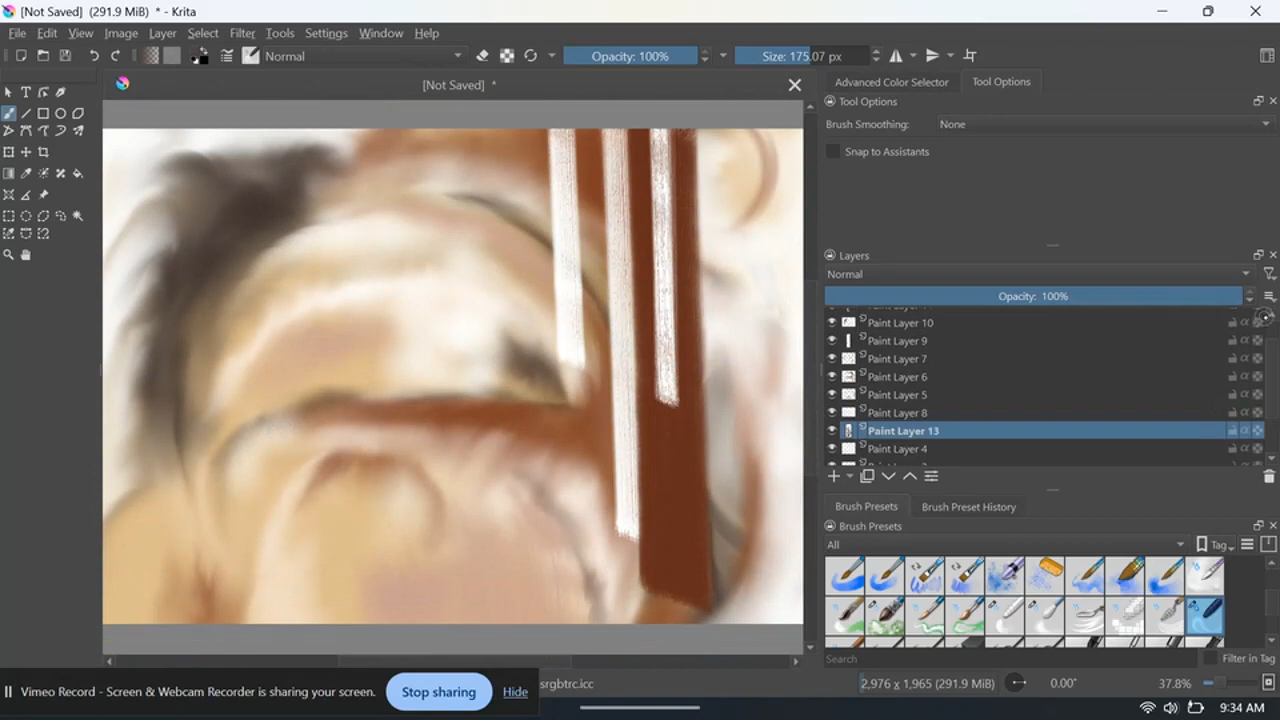 [Not Saved] (291.9 MiB) * - Krita
File Edit View Image Layer Select Filter Tools Settings Window Help
Normal Opacity: 100% Size: 175.07 px
[Not Saved] *
Advanced Color Selector Tool Options
Tool Options
Brush Smoothing: None
Snap to Assistants
Layers
Normal
Opacity: 100%
Paint Layer 10
Paint Layer 9
Paint Layer 7
Paint Layer 6
Paint Layer 5
Paint Layer 8
Paint Layer 13
Paint Layer 4
Brush Presets Brush Preset History
Brush Presets
All Tag
Search Filter in Tag
Vimeo Record - Screen & Webcam Recorder is sharing your screen. Stop sharing Hide srgbtrc.icc 2,976 x 1,965 (291.9 MiB) 0.00° 37.8%
9:34 AM